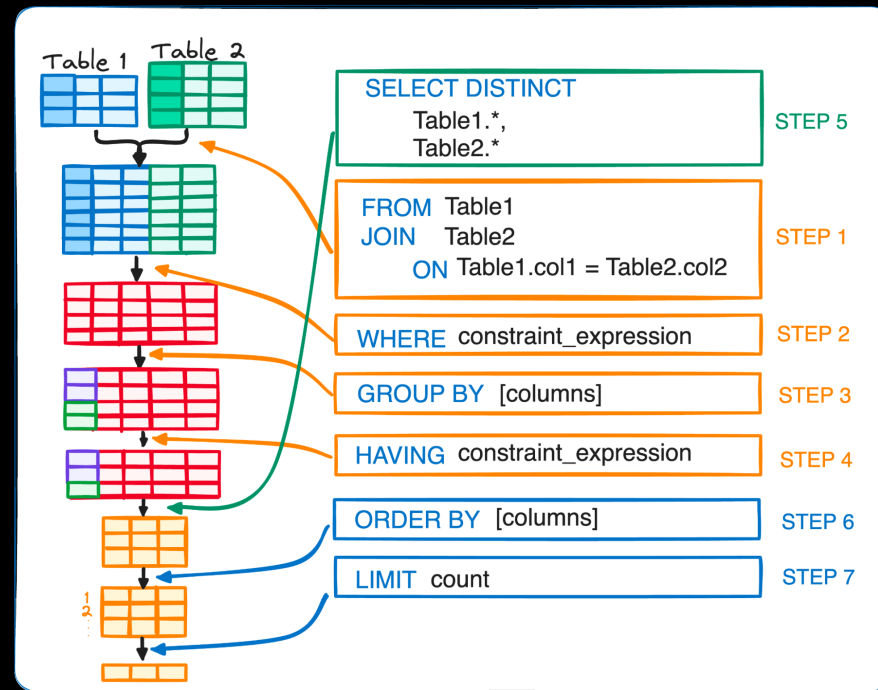 Table 1
Table 2
SELECT DISTINCT
Table1.*,
Table2.*
STEP 5
FROM Table1
JOIN Table2
ON Table1.col1 = Table2.col2
STEP 1
WHERE constraint_expression
STEP 2
GROUP BY [columns]
STEP 3
HAVING constraint_expression
STEP 4
ORDER BY [columns]
STEP 6
LIMIT count
STEP 7
1
2